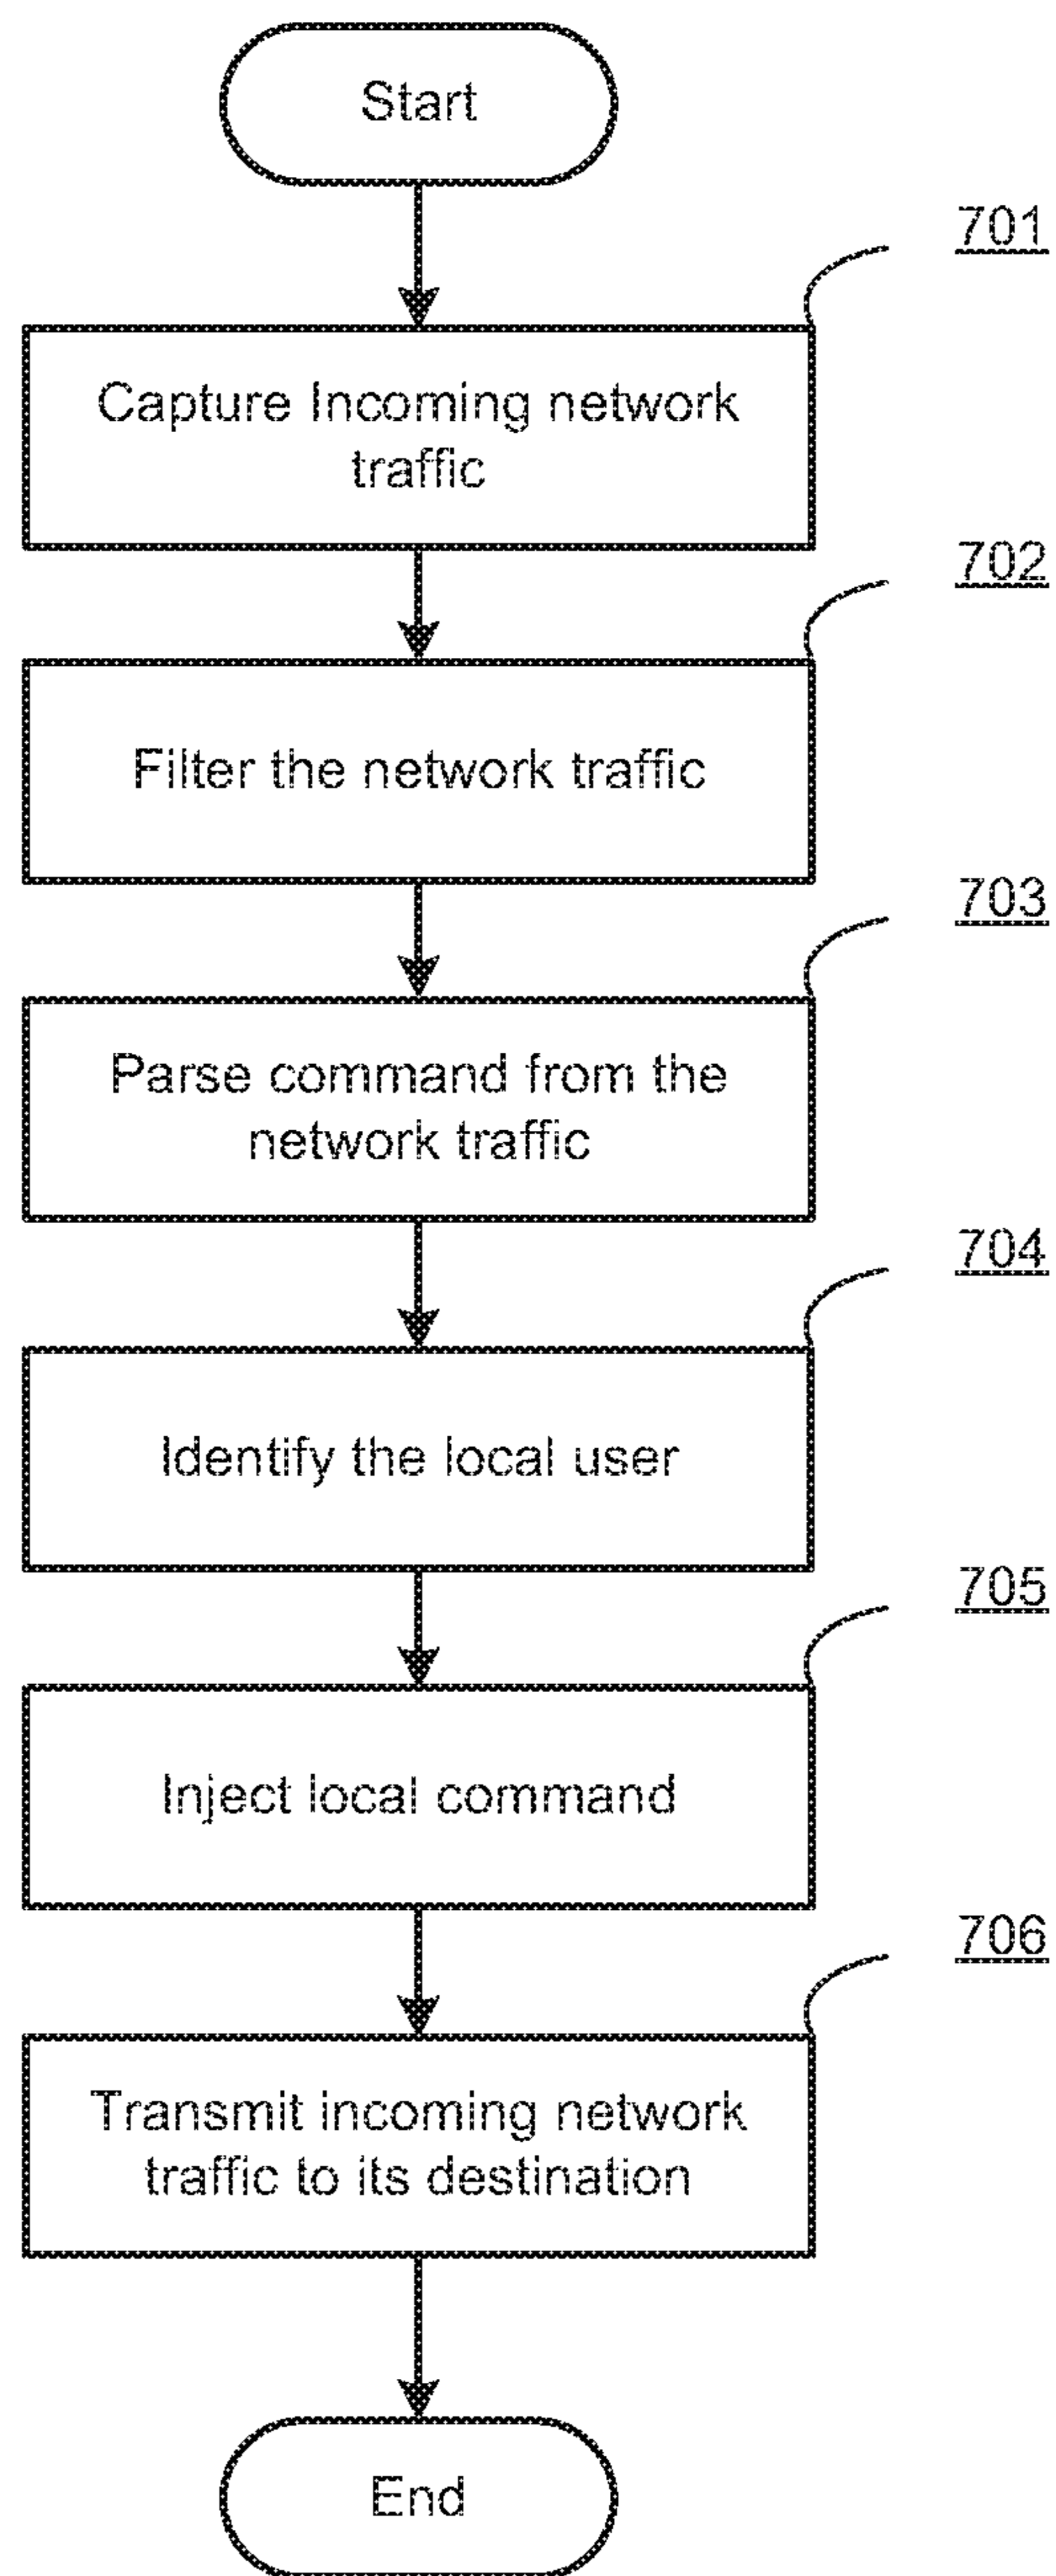 Start
701
Capture Incoming network
traffic
702
Filter the network traffic
703
Parse command from the
network traffic
704
Identify the local user
705
Inject local command
706
Transmit incoming network
traffic to its destination
End